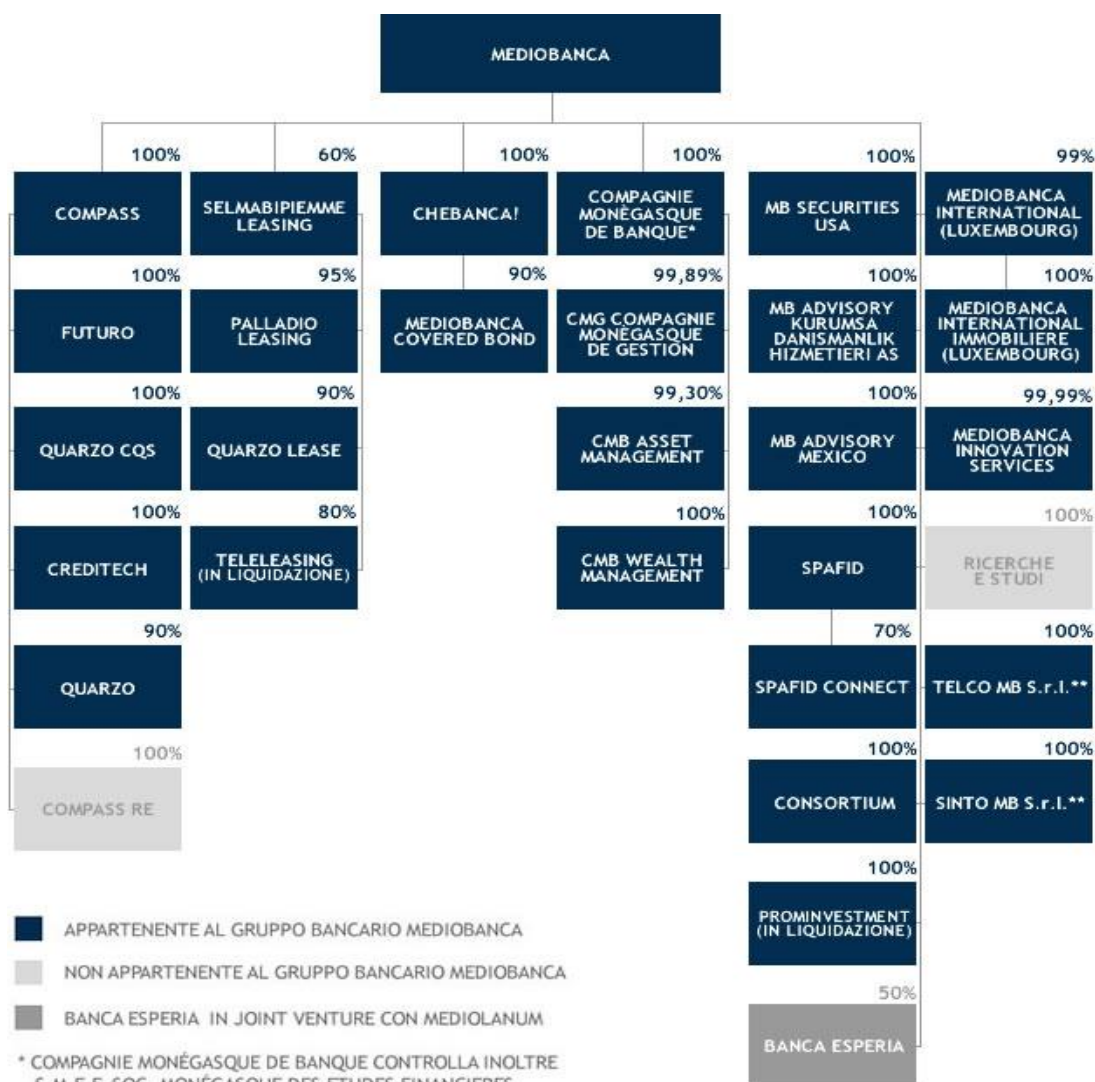 MEDIOBANCA
100%
60%
100%
100%
100%
99%
COMPASS
SELMABIPIEMME
LEASING
CHEBANCA!
COMPAGNIE
MONÈGASQUE
DE BANQUE*
MB SECURITIES
USA
MEDIOBANCA
INTERNATIONAL
(LUXEMBOURG)
100%
95%
90%
99,89%
100%
100%
FUTURO
PALLADIO
LEASING
MEDIOBANCA
COVERED BOND
CMG COMPAGNIE
MONÈGASQUE
DE GESTION
MB ADVISORY
KURUMSA
DANISMANLIK
HIZMETIERI AS
MEDIOBANCA
INTERNATIONAL
IMMOBILIERE
(LUXEMBOURG)
100%
90%
99,30%
100%
99,99%
QUARZO CQS
QUARZO LEASE
CMB ASSET
MANAGEMENT
MB ADVISORY
MEXICO
MEDIOBANCA
INNOVATION
SERVICES
100%
80%
100%
100%
100%
CREDITECH
TELELEASING
(IN LIQUIDAZIONE)
CMB WEALTH
MANAGEMENT
SPAFID
RICERCHE
E STUDI
90%
70%
100%
QUARZO
SPAFID CONNECT
TELCO MB S.r.l.**
100%
100%
100%
COMPASS RE
CONSORTIUM
SINTO MB S.r.l.**
100%
PROMINVESTMENT
(IN LIQUIDAZIONE)
50%
BANCA ESPERIA
APPARTENENTE AL GRUPPO BANCARIO MEDIOBANCA
NON APPARTENENTE AL GRUPPO BANCARIO MEDIOBANCA
BANCA ESPERIA IN JOINT VENTURE CON MEDIOLANUM
* COMPAGNIE MONÉGASQUE DE BANQUE CONTROLLA INOLTRE
S.M.E.F. SOC. MONÉGASQUE DES ETUDES FINANCIERES